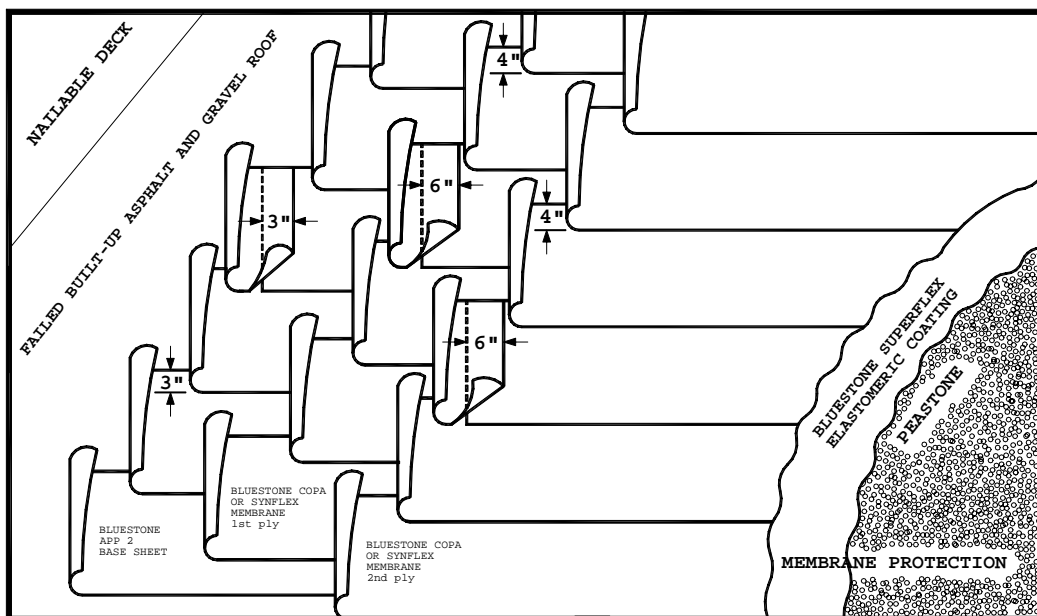 NAILABLE DECK
FAILED BUILT-UP ASPHALT AND GRAVEL ROOF
4"
6"
3"
4"
6"
3"
BLUESTONE SUPERFLEX
ELASTOMERIC COATING
PEASTONE
BLUESTONE COPA
OR SYNFLEX
MEMBRANE
1st ply
BLUESTONE
APP 2
BASE SHEET
BLUESTONE COPA
OR SYNFLEX
MEMBRANE
2nd ply
MEMBRANE PROTECTION